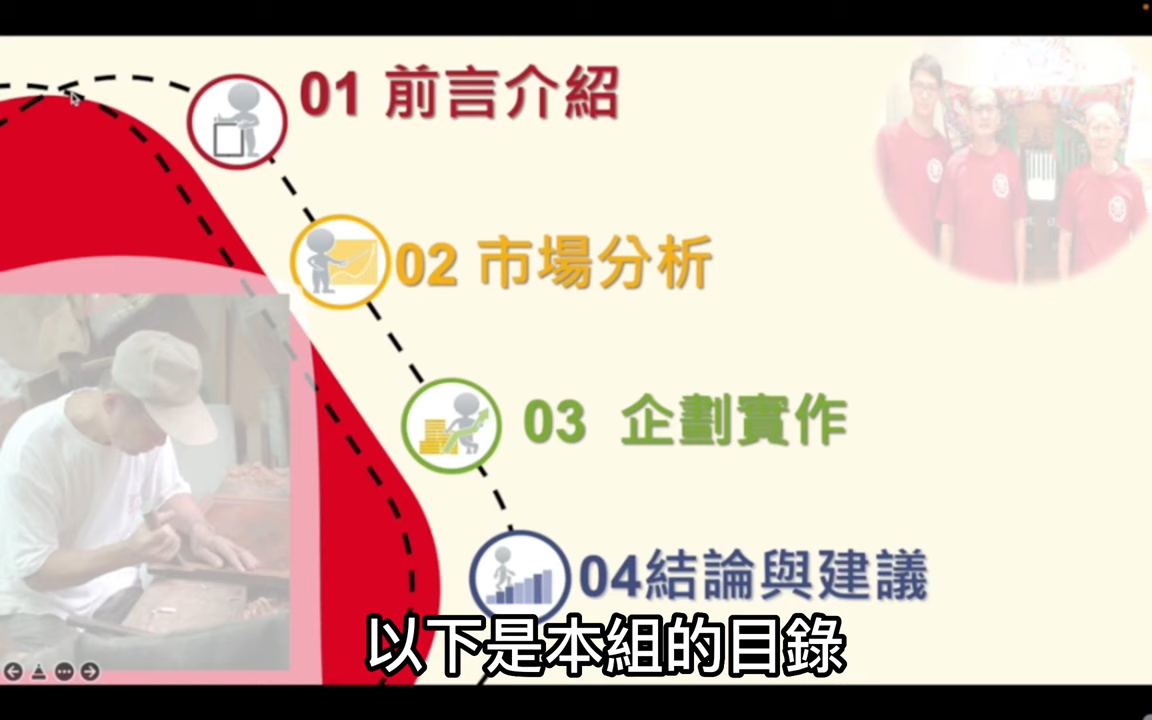 01 前言介紹
02 市場分析
03 企劃實作
04結論與建議
以下是本組的目錄